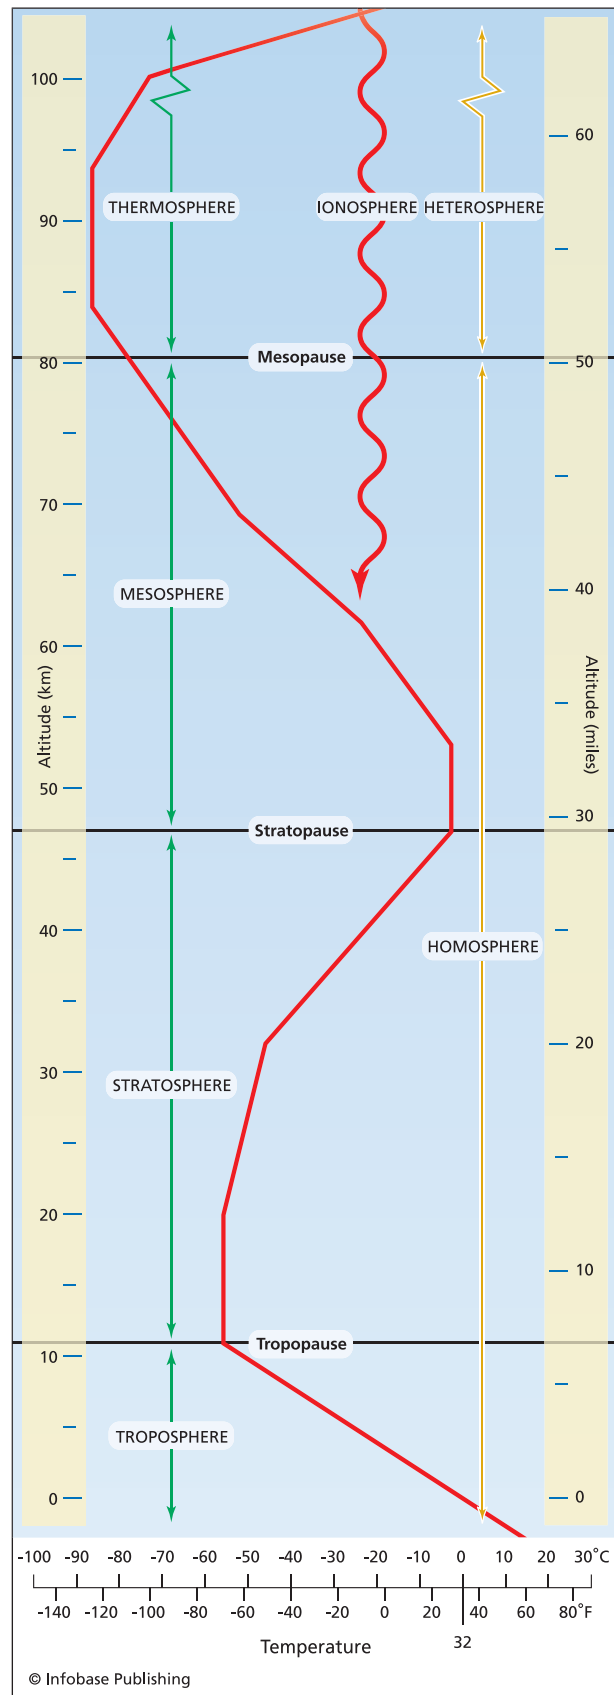 100
60
THERMOSPHERE IONOSPHERE HETEROSPHERE
90
Mesopause
80 50
70
MESOSPHERE 40
60
Altitude (km)
Altitude (miles)
50
30
Stratopause
40
HOMOSPHERE
20
30
STRATOSPHERE
20
10
Tropopause
10
TROPOSPHERE
0 0
-100 -90 -80 -70 -60 -50 -40 -30 -20 -10 0 10 20 30°C
-140 -120 -100 -80 -60 -40 -20 0 20 40 60 80°F
Temperature 32
© Infobase Publishing